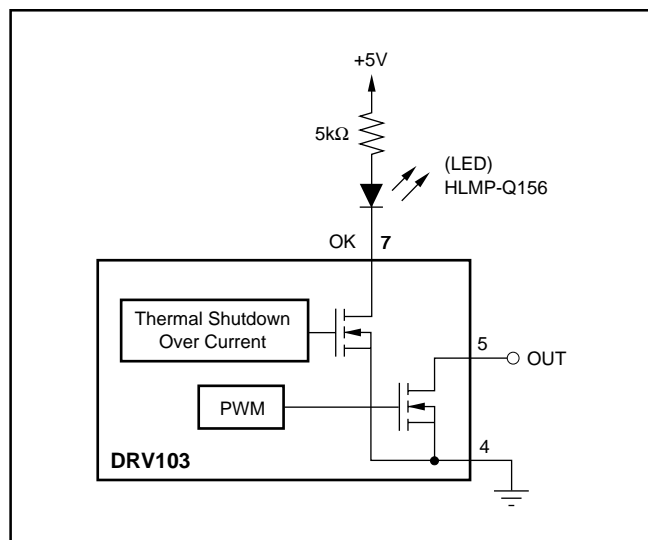 +5V
5kΩ
(LED)
HLMP-Q156
OK 7
Thermal Shutdown
Over Current
5
OUT
PWM
4
DRV103